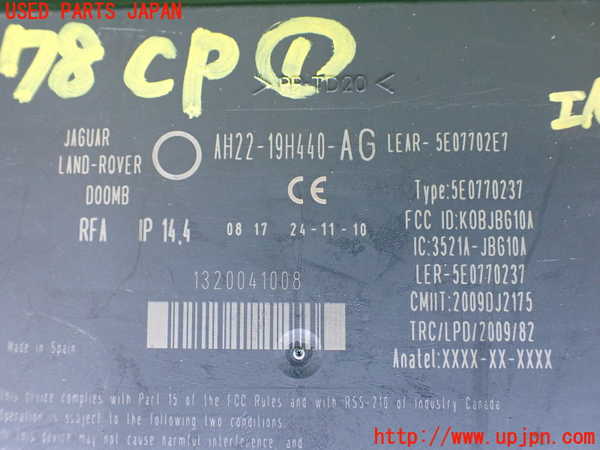 USED PARTS JAPAN
78 CP ①
> PP-TD20 <
JAGUAR
LAND-ROVER
DOOMB
AH22-19H440-AG
LEAR- 5E07702E7
CE
RFA IP 14.4
08 17 24-11-10
Type:5E0770237
FCC ID:KOBJBG10A
IC:3521A-JBG10A
LER-5E0770237
CMIIT:2009DJ2175
TRC/LPD/2009/82
Anatel:XXXX-XX-XXXX
1320041008
Made in Spain
This device complies with Part 15 of the FCC Rules and with RSS-210 of Industry Canada
Operation is subject to the following two conditions:
This device may not cause harmful interference, and
http://www.upjpn.com/